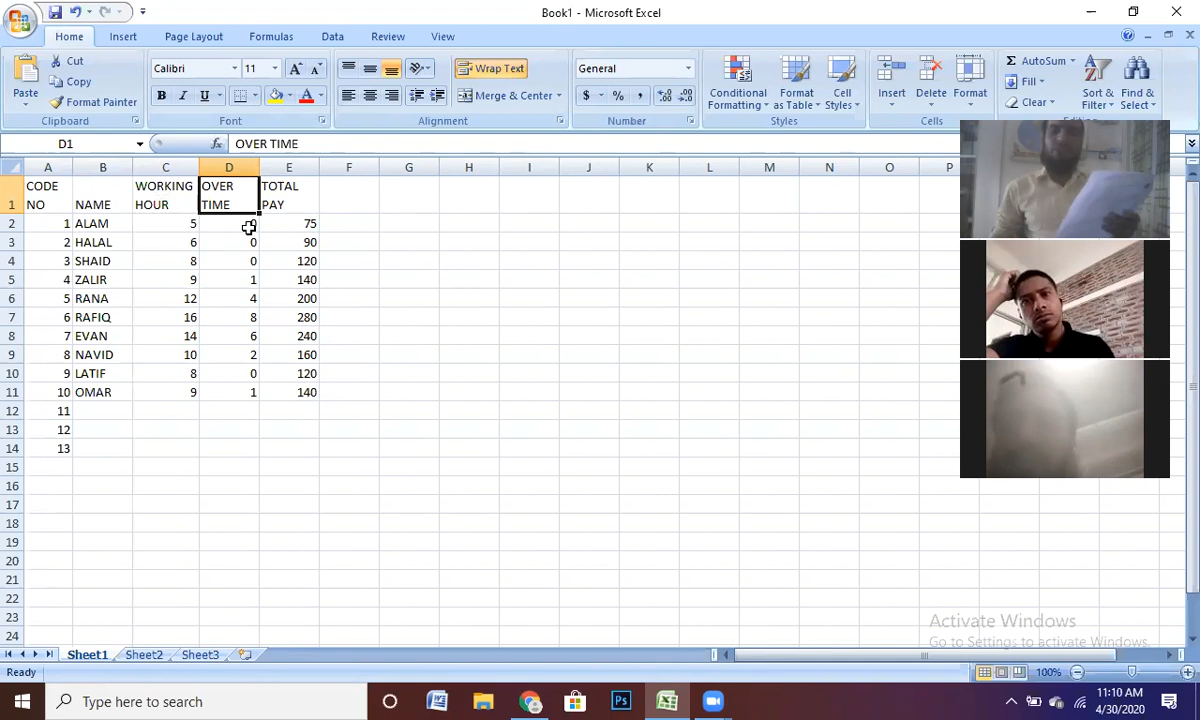 Book1 - Microsoft Excel
Home Insert Page Layout Formulas Data Review View
Paste Cut Calibri 11 Wrap Text General Conditional Formatting Format as Table Cell Styles Insert Delete Format AutoSum Sort & Filter Find & Select
Copy Fill
Format Painter B I U Merge & Center $ % , Clear
Clipboard Font Alignment Number Styles Cells
D1 fx OVER TIME
A B C D E F G H I J K L M N O P
1 CODE NO NAME WORKING HOUR OVER TIME TOTAL PAY
2 1 ALAM 5 0 75
3 2 HALAL 6 0 90
4 3 SHAID 8 0 120
5 4 ZALIR 9 1 140
6 5 RANA 12 4 200
7 6 RAFIQ 16 8 280
8 7 EVAN 14 6 240
9 8 NAVID 10 2 160
10 9 LATIF 8 0 120
11 10 OMAR 9 1 140
12 11
13 12
14 13
15
16
17
18
19
20
21
22
23
24
Activate Windows
Go to Settings to activate Windows.
Sheet1 Sheet2 Sheet3
Ready 100%
Type here to search
11:10 AM
4/30/2020